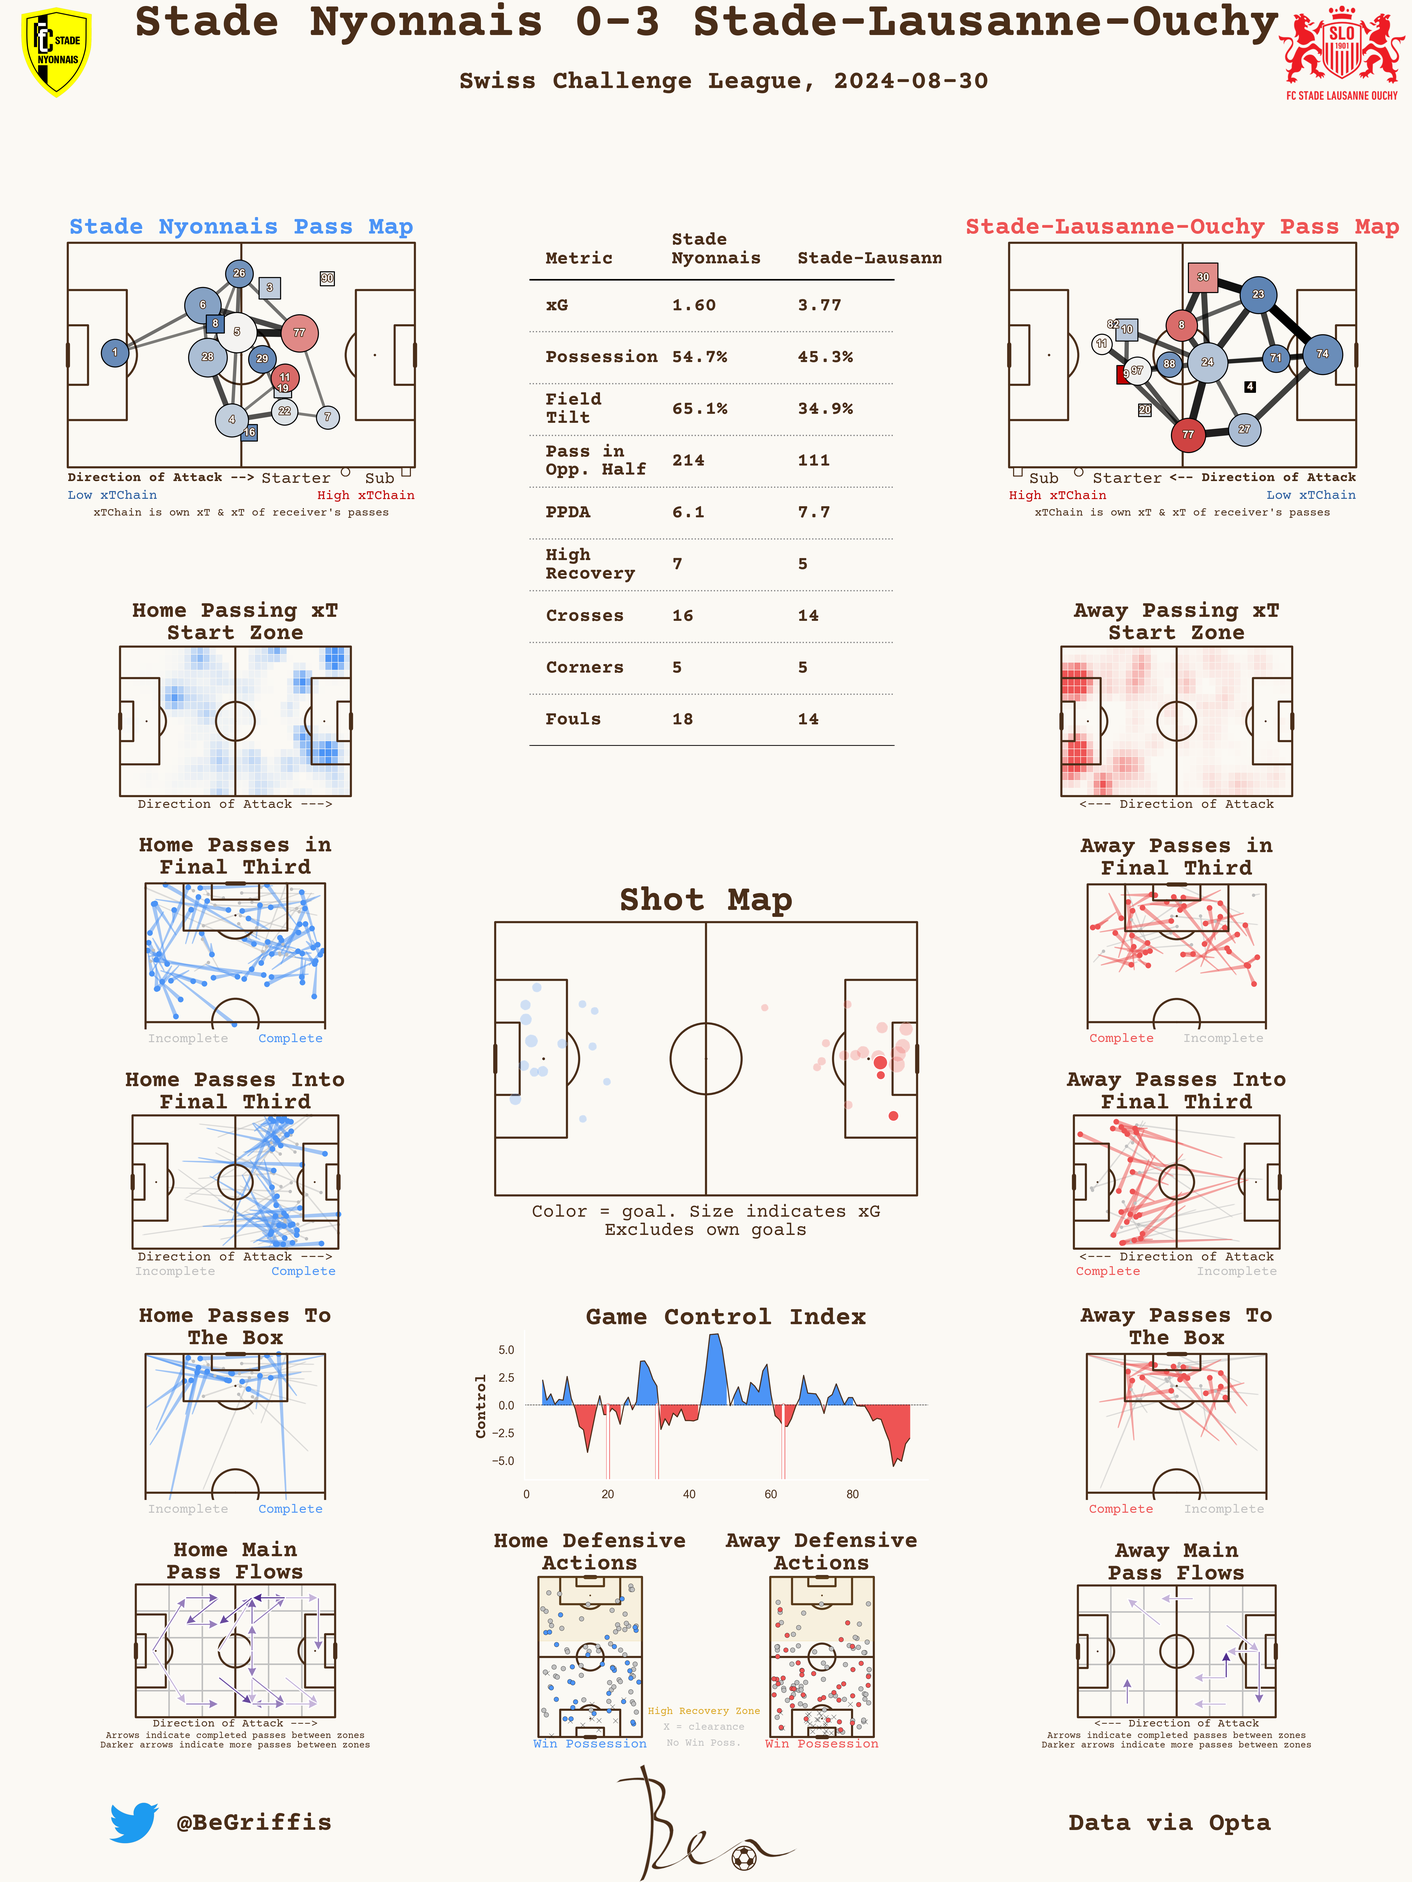 Stade Nyonnais 0-3 Stade-Lausanne-Ouchy
Swiss Challenge League, 2024-08-30
FC STADE NYONNAIS
SLO
1901
FC STADE LAUSANNE OUCHY
Stade Nyonnais Pass Map
26
3
90
6
8
5
77
1
28
29
11
19
4
22
7
16
Direction of Attack --> Starter Sub
Low xTChain High xTChain
xTChain is own xT & xT of receiver's passes
Metric Stade Nyonnais Stade-Lausann
xG 1.60 3.77
Possession 54.7% 45.3%
Field Tilt 65.1% 34.9%
Pass in Opp. Half 214 111
PPDA 6.1 7.7
High Recovery 7 5
Crosses 16 14
Corners 5 5
Fouls 18 14
Stade-Lausanne-Ouchy Pass Map
30
23
82
10
8
11
9
97
88
24
71
74
4
20
77
27
Sub Starter <-- Direction of Attack
High xTChain Low xTChain
xTChain is own xT & xT of receiver's passes
Home Passing xT
Start Zone
Direction of Attack --->
Away Passing xT
Start Zone
<--- Direction of Attack
Home Passes in
Final Third
Incomplete Complete
Away Passes in
Final Third
Complete Incomplete
Shot Map
Color = goal. Size indicates xG
Excludes own goals
Home Passes Into
Final Third
Direction of Attack --->
Incomplete Complete
Away Passes Into
Final Third
<--- Direction of Attack
Complete Incomplete
Home Passes To
The Box
Incomplete Complete
Game Control Index
Control
5.0
2.5
0.0
−2.5
−5.0
0 20 40 60 80
Away Passes To
The Box
Complete Incomplete
Home Main
Pass Flows
Direction of Attack --->
Arrows indicate completed passes between zones
Darker arrows indicate more passes between zones
Home Defensive
Actions
Win Possession
High Recovery Zone
X = clearance
No Win Poss.
Away Defensive
Actions
Win Possession
Away Main
Pass Flows
<--- Direction of Attack
Arrows indicate completed passes between zones
Darker arrows indicate more passes between zones
@BeGriffis
Ben
Data via Opta